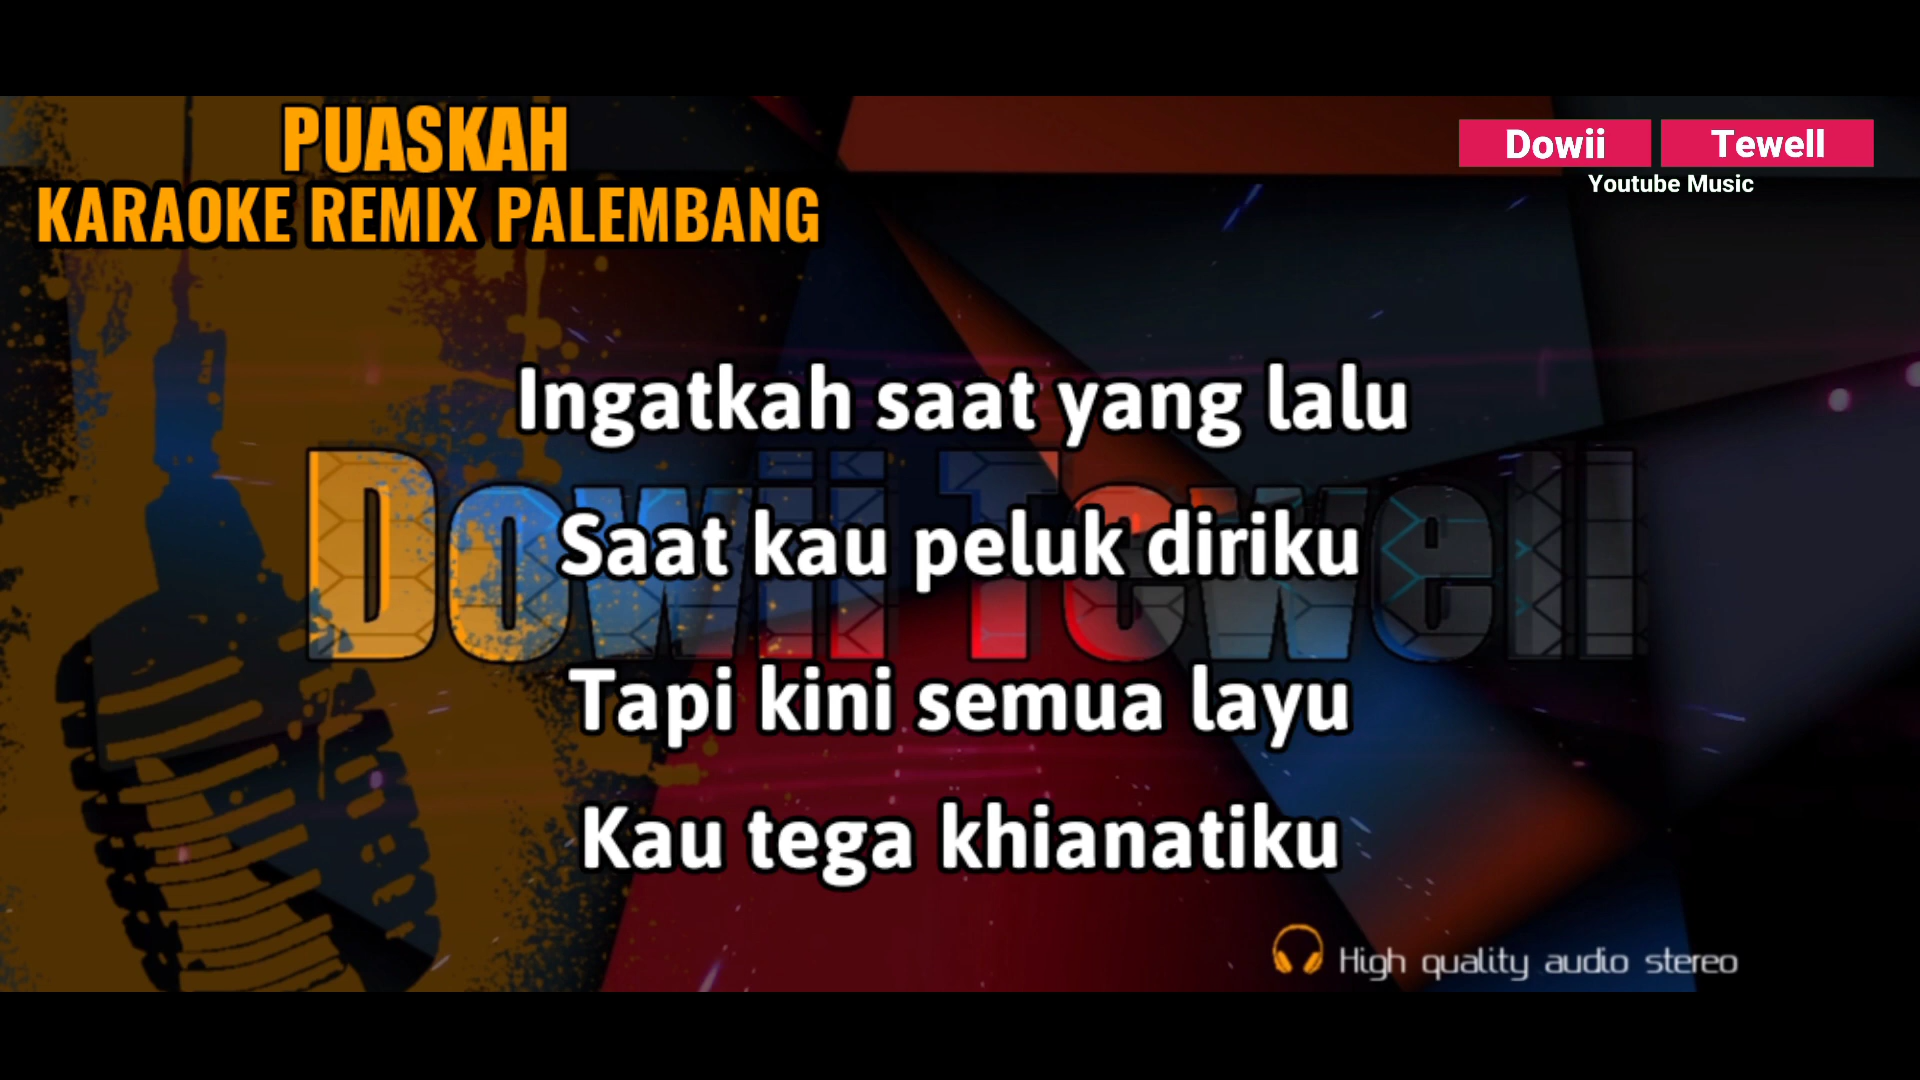 PUASKAH
KARAOKE REMIX PALEMBANG
Dowii Tewell
Youtube Music
Ingatkah saat yang lalu
Dowii Tewell
Saat kau peluk diriku
Tapi kini semua layu
Kau tega khianatiku
High quality audio stereo